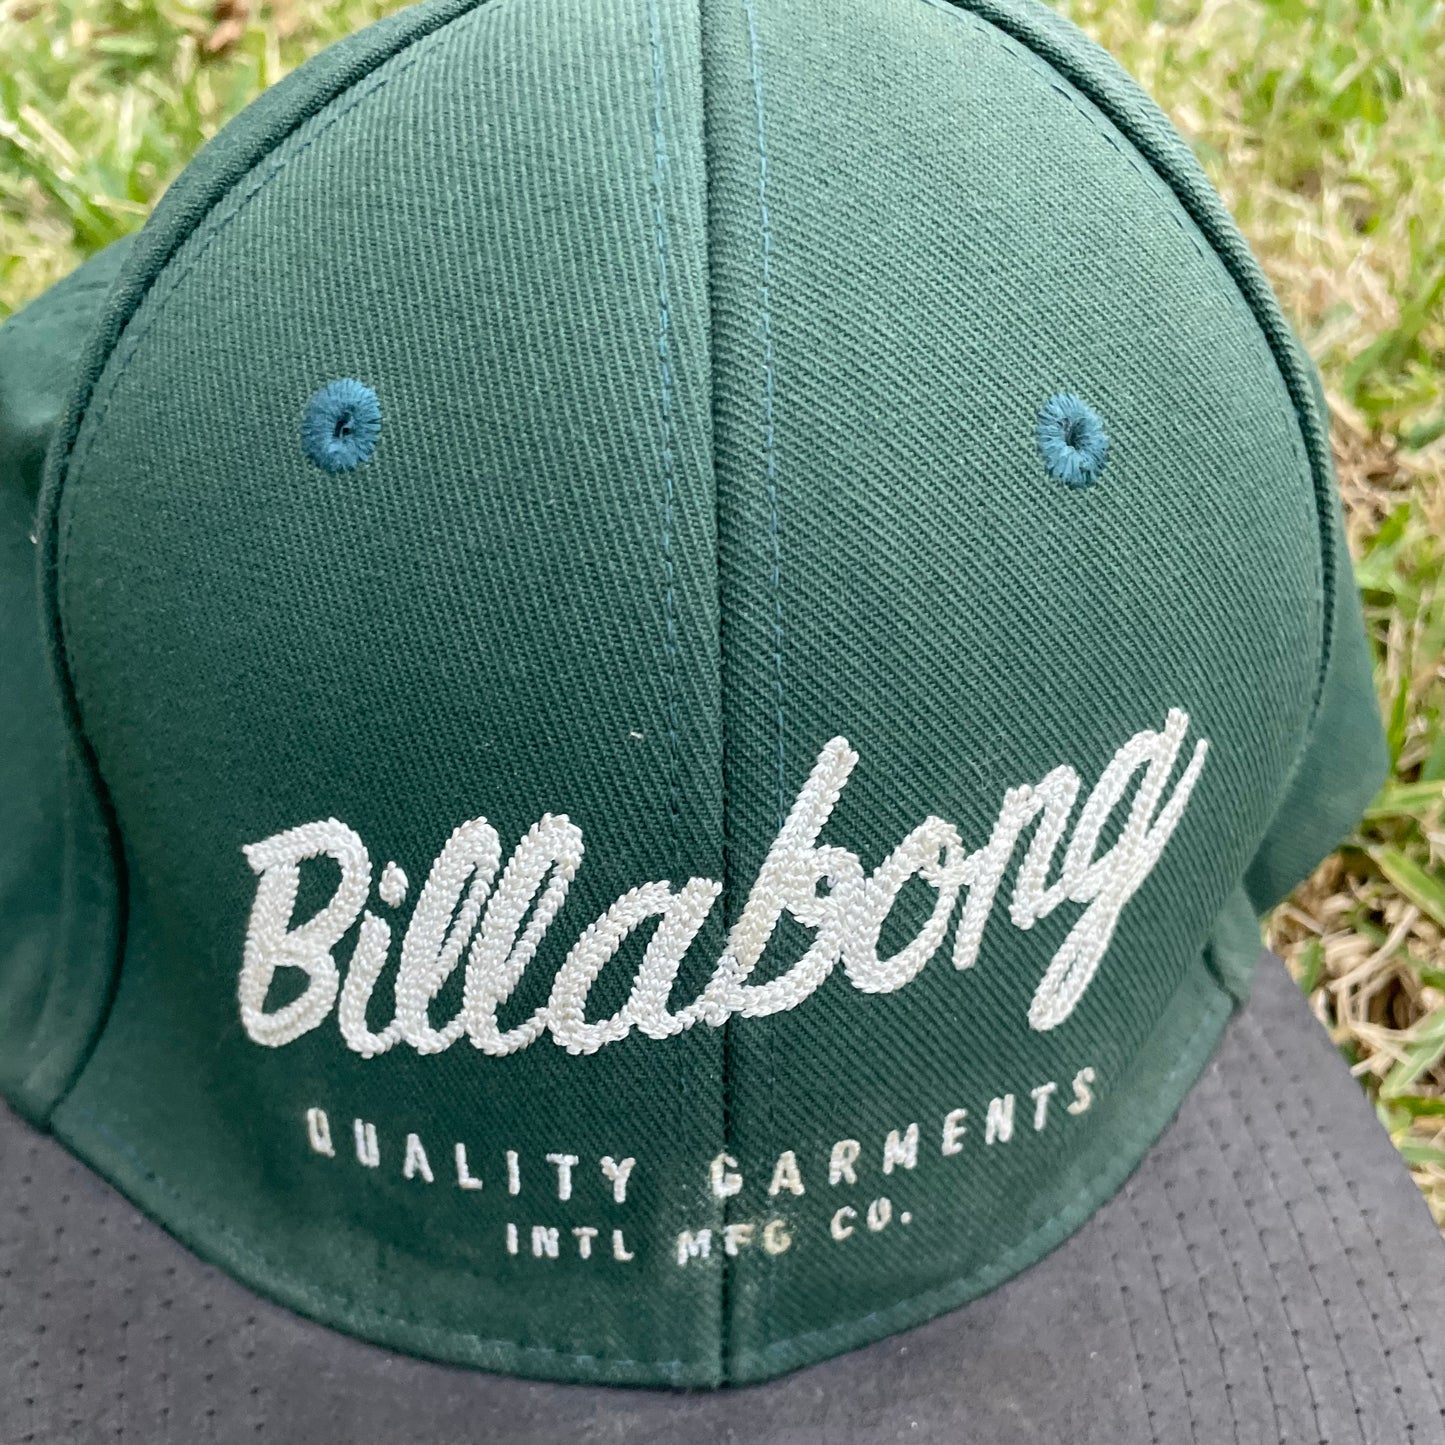 Billabong
QUALITY GARMENTS
INTL MFG CO.